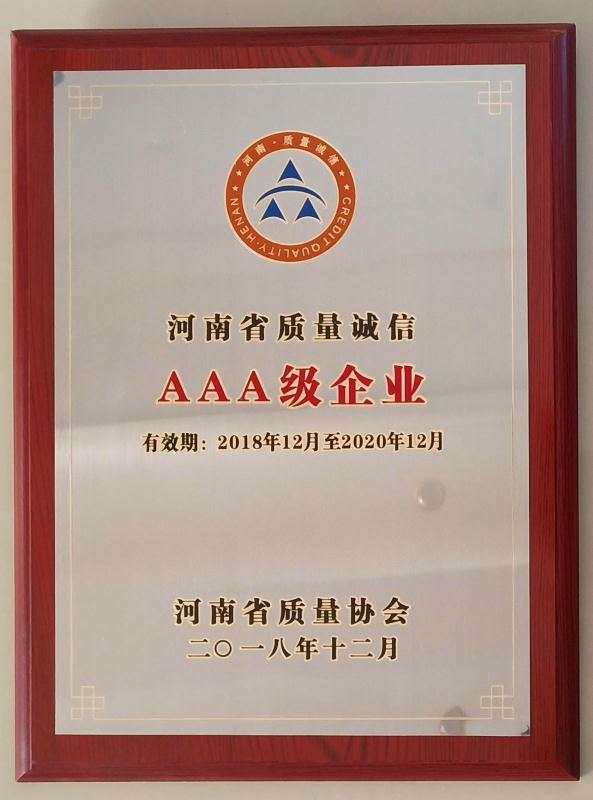 河南·质量诚信
CREDIT QUALITY·HENAN
河南省质量诚信
AAA级企业
有效期：2018年12月至2020年12月
河南省质量协会
二〇一八年十二月